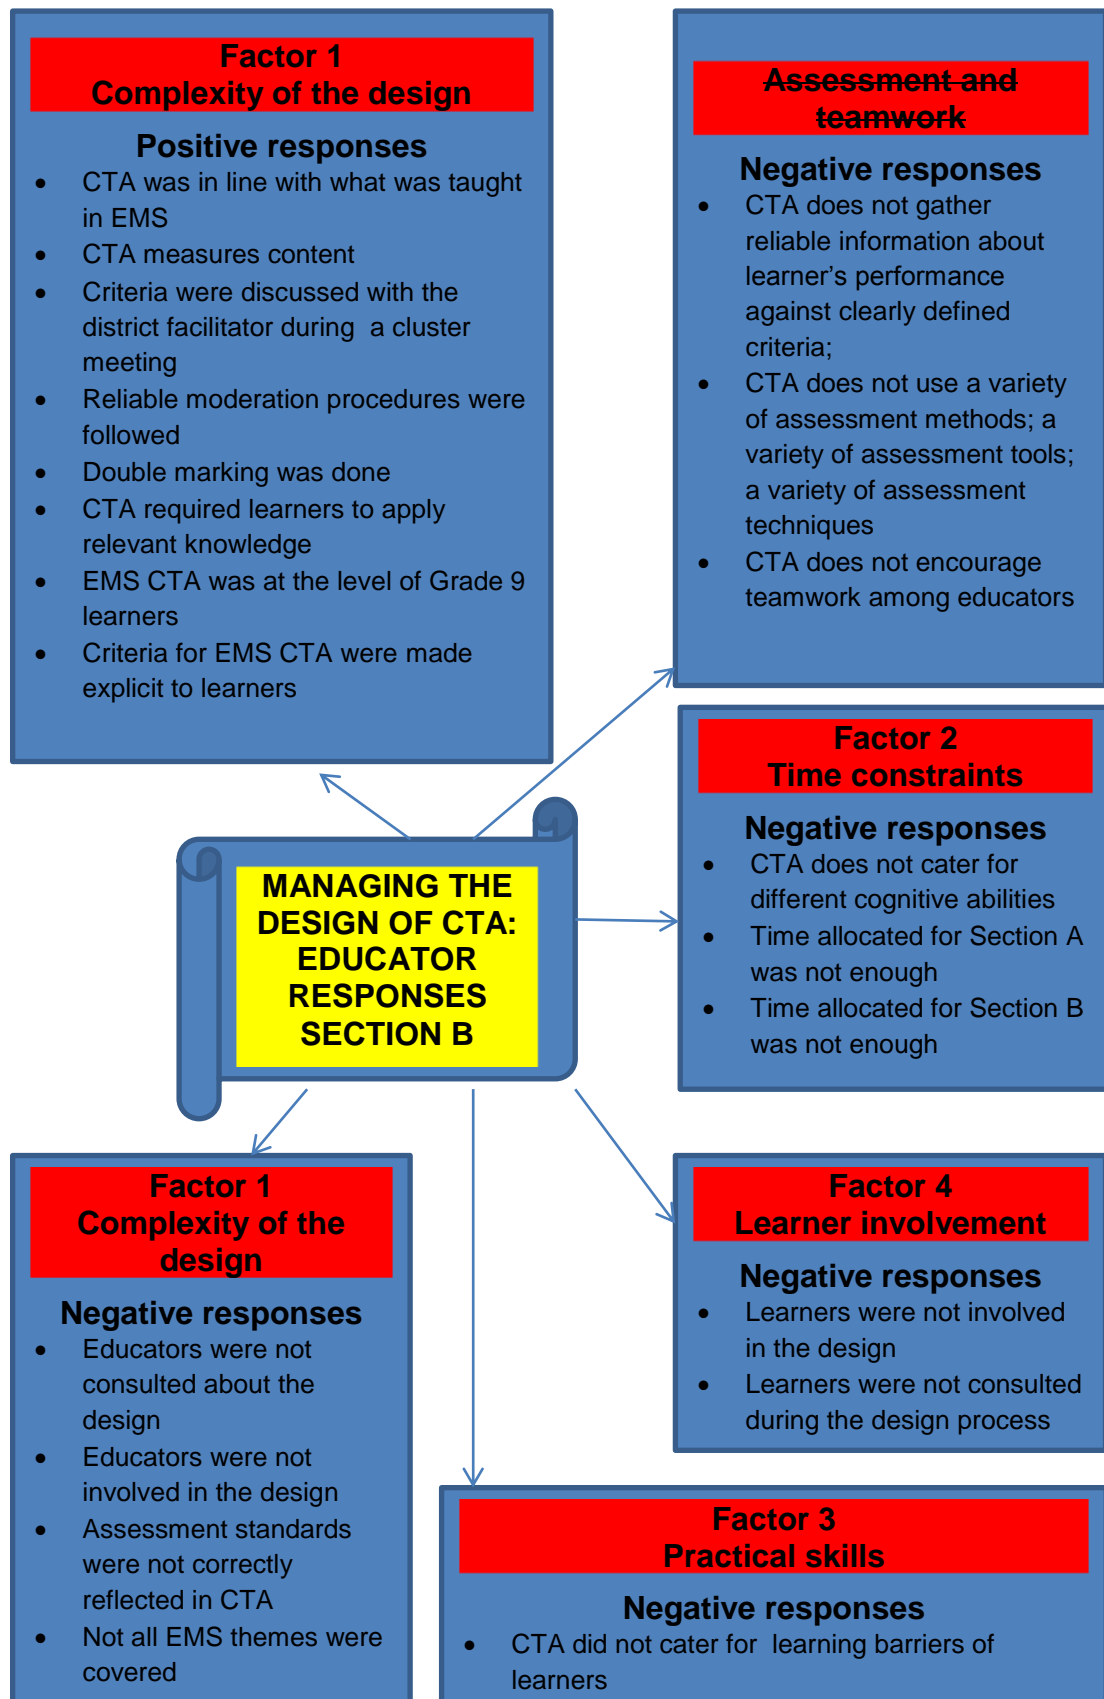 Factor 1
Complexity of the design
Positive responses
• CTA was in line with what was taught
in EMS
• CTA measures content
• Criteria were discussed with the
district facilitator during a cluster
meeting
• Reliable moderation procedures were
followed
• Double marking was done
• CTA required learners to apply
relevant knowledge
• EMS CTA was at the level of Grade 9
learners
• Criteria for EMS CTA were made
explicit to learners
Assessment and
teamwork
Negative responses
• CTA does not gather
reliable information about
learner's performance
against clearly defined
criteria;
• CTA does not use a variety
of assessment methods; a
variety of assessment tools;
a variety of assessment
techniques
• CTA does not encourage
teamwork among educators
Factor 2
Time constraints
Negative responses
• CTA does not cater for
different cognitive abilities
• Time allocated for Section A
was not enough
• Time allocated for Section B
was not enough
MANAGING THE
DESIGN OF CTA:
EDUCATOR
RESPONSES
SECTION B
Factor 1
Complexity of the
design
Negative responses
• Educators were not
consulted about the
design
• Educators were not
involved in the design
• Assessment standards
were not correctly
reflected in CTA
• Not all EMS themes were
covered
Factor 4
Learner involvement
Negative responses
• Learners were not involved
in the design
• Learners were not consulted
during the design process
Factor 3
Practical skills
Negative responses
• CTA did not cater for learning barriers of
learners